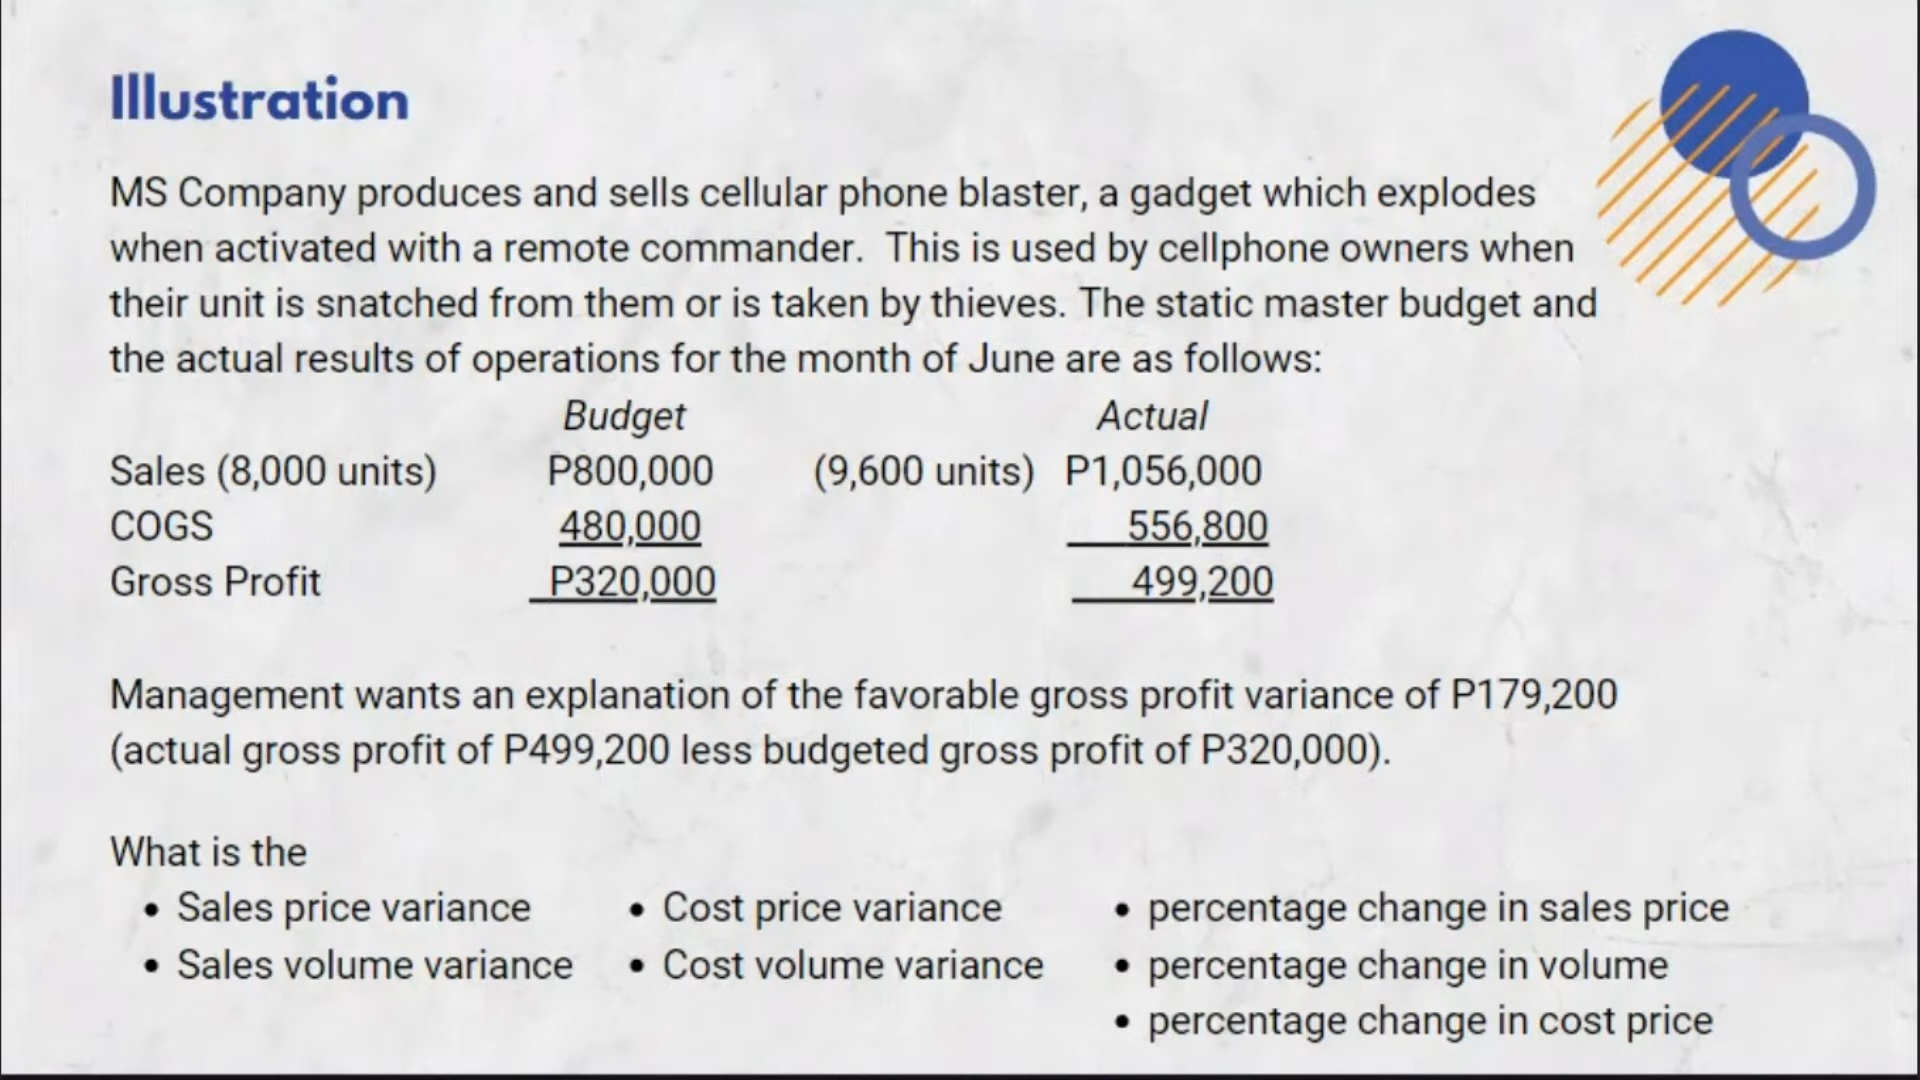 Illustration
MS Company produces and sells cellular phone blaster, a gadget which explodes
when activated with a remote commander. This is used by cellphone owners when
their unit is snatched from them or is taken by thieves. The static master budget and
the actual results of operations for the month of June are as follows:
Budget Actual
Sales (8,000 units) P800,000 (9,600 units) P1,056,000
COGS 480,000 556,800
Gross Profit P320,000 499,200
Management wants an explanation of the favorable gross profit variance of P179,200
(actual gross profit of P499,200 less budgeted gross profit of P320,000).
What is the
• Sales price variance
• Sales volume variance
• Cost price variance
• Cost volume variance
• percentage change in sales price
• percentage change in volume
• percentage change in cost price